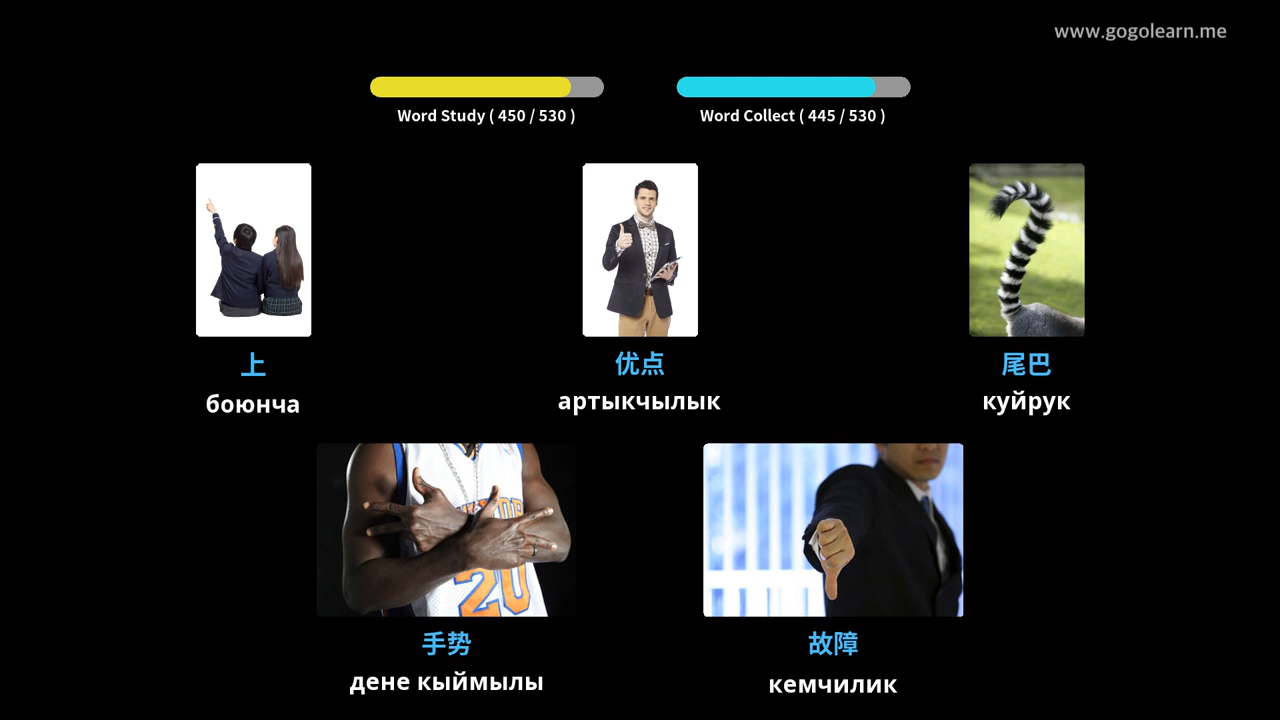 www.gogolearn.me
Word Study ( 450 / 530 )
Word Collect ( 445 / 530 )
上
боюнча
优点
артыкчылык
尾巴
куйрук
20
手势
дене кыймылы
故障
кемчилик